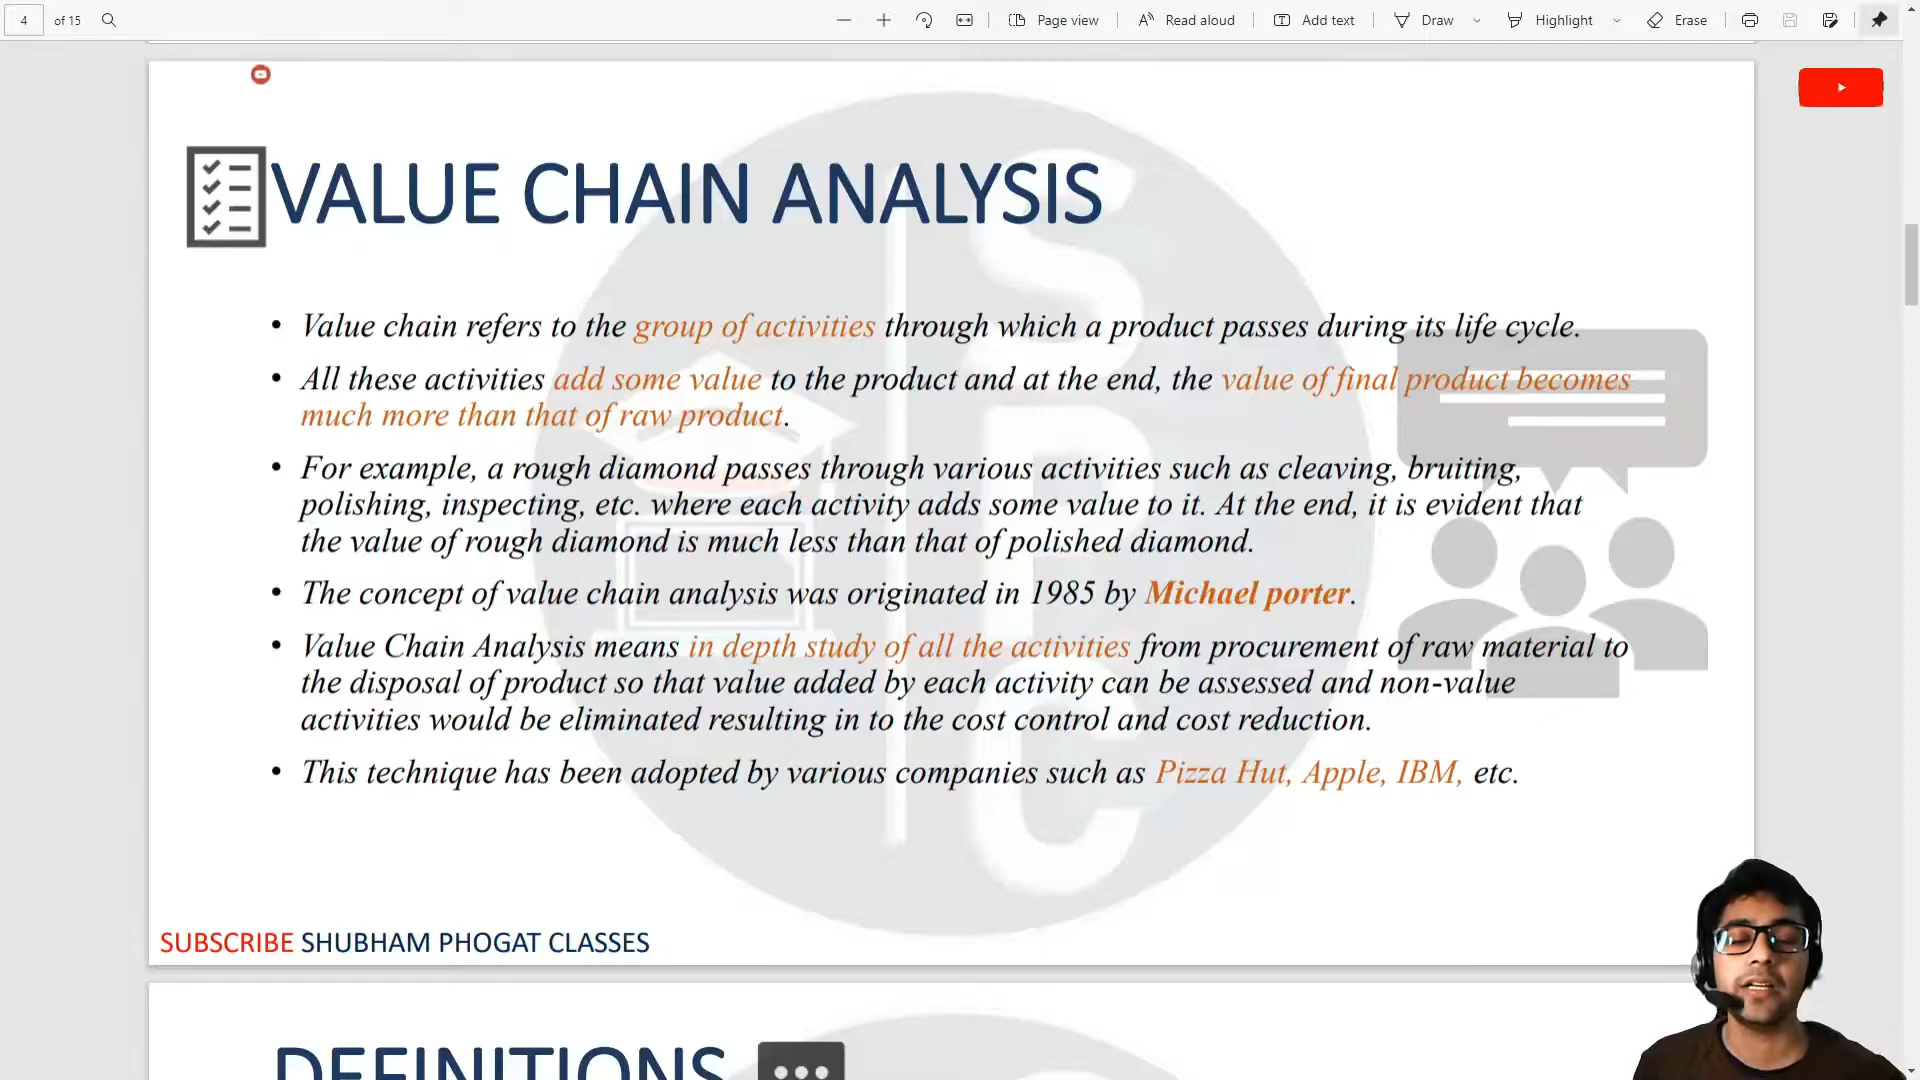 4 of 15 Page view Read aloud Add text Draw Highlight Erase
VALUE CHAIN ANALYSIS
• Value chain refers to the group of activities through which a product passes during its life cycle.
• All these activities add some value to the product and at the end, the value of final product becomes
much more than that of raw product.
• For example, a rough diamond passes through various activities such as cleaving, bruiting,
polishing, inspecting, etc. where each activity adds some value to it. At the end, it is evident that
the value of rough diamond is much less than that of polished diamond.
• The concept of value chain analysis was originated in 1985 by Michael porter.
• Value Chain Analysis means in depth study of all the activities from procurement of raw material to
the disposal of product so that value added by each activity can be assessed and non-value
activities would be eliminated resulting in to the cost control and cost reduction.
• This technique has been adopted by various companies such as Pizza Hut, Apple, IBM, etc.
S
P
C
SUBSCRIBE SHUBHAM PHOGAT CLASSES
DEFINITIONS